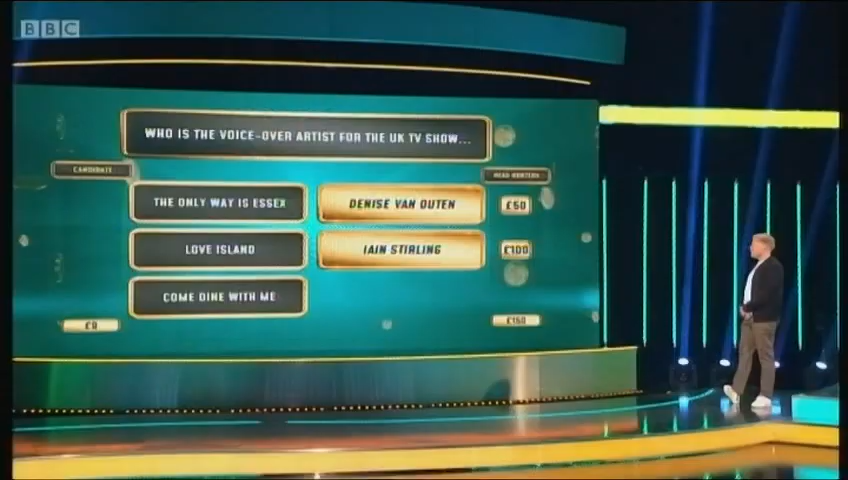 BBC
WHO IS THE VOICE-OVER ARTIST FOR THE UK TV SHOW...
CANDIDATE
HEAD HUNTERS
THE ONLY WAY IS ESSEX
DENISE VAN OUTEN
£50
LOVE ISLAND
IAIN STIRLING
£100
COME DINE WITH ME
£0
£150